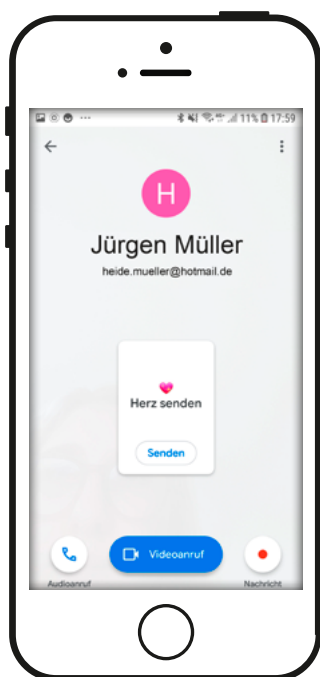 11% 17:59
H
Jürgen Müller
heide.mueller@hotmail.de
Herz senden
Senden
Videoanruf
Audioanruf
Nachricht